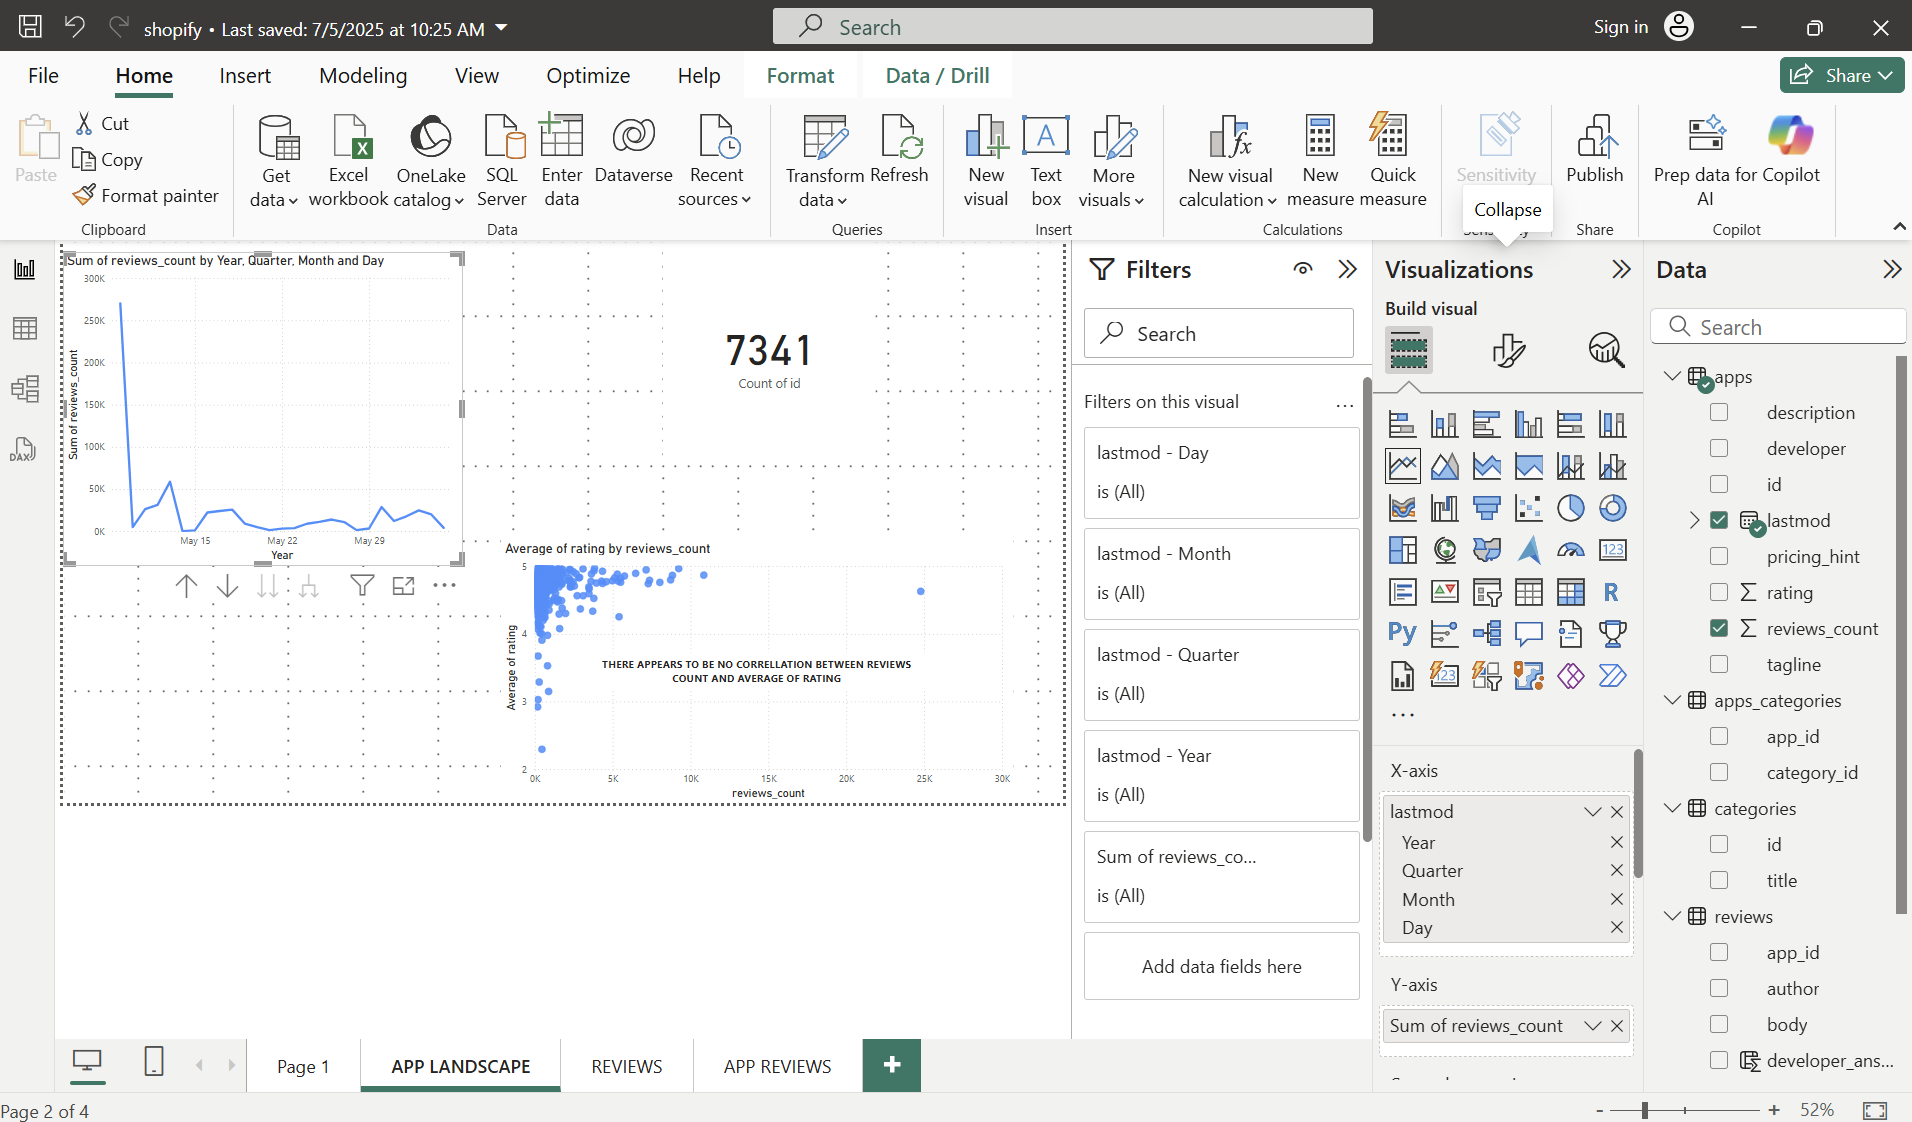 shopify • Last saved: 7/5/2025 at 10:25 AM
Search
Sign in
File
Home
Insert
Modeling
View
Optimize
Help
Format
Data / Drill
Share
Paste
Cut
Copy
Format painter
Clipboard
Get data
Excel workbook
OneLake catalog
SQL Server
Enter data
Dataverse
Recent sources
Data
Transform data
Refresh
Queries
New visual
Text box
More visuals
Insert
New visual calculation
New measure
Quick measure
Calculations
Sensitivity
Collapse
Publish
Share
Prep data for AI
Copilot
Copilot
Sum of reviews_count by Year, Quarter, Month and Day
300K
250K
200K
150K
100K
50K
0K
Sum of reviews_count
May 15
May 22
May 29
Year
7341
Count of id
Average of rating by reviews_count
5
4
3
2
Average of rating
THERE APPEARS TO BE NO CORRELLATION BETWEEN REVIEWS
COUNT AND AVERAGE OF RATING
0K
5K
10K
15K
20K
25K
30K
reviews_count
Filters
Search
Filters on this visual
...
lastmod - Day
is (All)
lastmod - Month
is (All)
lastmod - Quarter
is (All)
lastmod - Year
is (All)
Sum of reviews_co...
is (All)
Add data fields here
Visualizations
Build visual
123
R
Py
123
...
X-axis
lastmod
Year
Quarter
Month
Day
Y-axis
Sum of reviews_count
Data
Search
apps
description
developer
id
lastmod
pricing_hint
rating
reviews_count
tagline
apps_categories
app_id
category_id
categories
id
title
reviews
app_id
author
body
developer_ans...
DAX
Page 1
APP LANDSCAPE
REVIEWS
APP REVIEWS
+
Page 2 of 4
-
+
52%